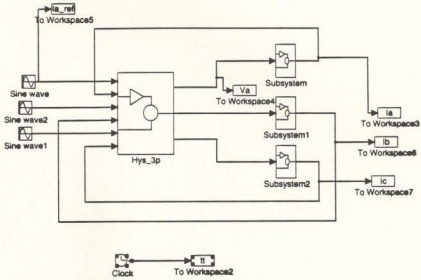 Ia_ref
To Workspace5
Sine wave
Sine wave2
Sine wave1
Hys_3p
Va
To Workspace4
Subsystem
Subsystem1
Subsystem2
Ia
To Workspace3
Ib
To Workspace6
Ic
To Workspace7
Clock
tt
To Workspace2